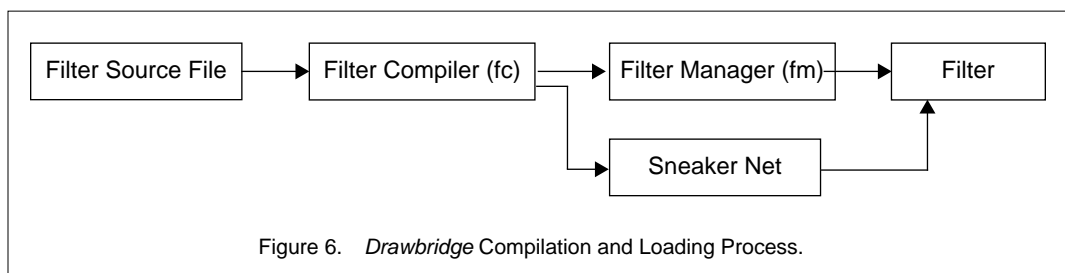 Filter Source File
Filter Compiler (fc)
Filter Manager (fm)
Filter
Sneaker Net
Figure 6. Drawbridge Compilation and Loading Process.